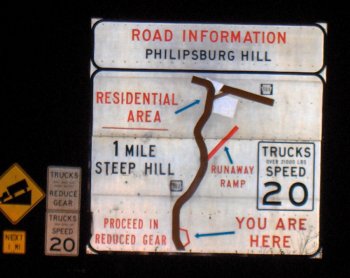 ROAD INFORMATION
PHILIPSBURG HILL
RESIDENTIAL
AREA
1 MILE
STEEP HILL
RUNAWAY
RAMP
TRUCKS
OVER 21000 LBS
SPEED
20
PROCEED IN
REDUCED GEAR
YOU ARE
HERE
TRUCKS
REDUCE
GEAR
TRUCKS
SPEED
20
NEXT
1 MI